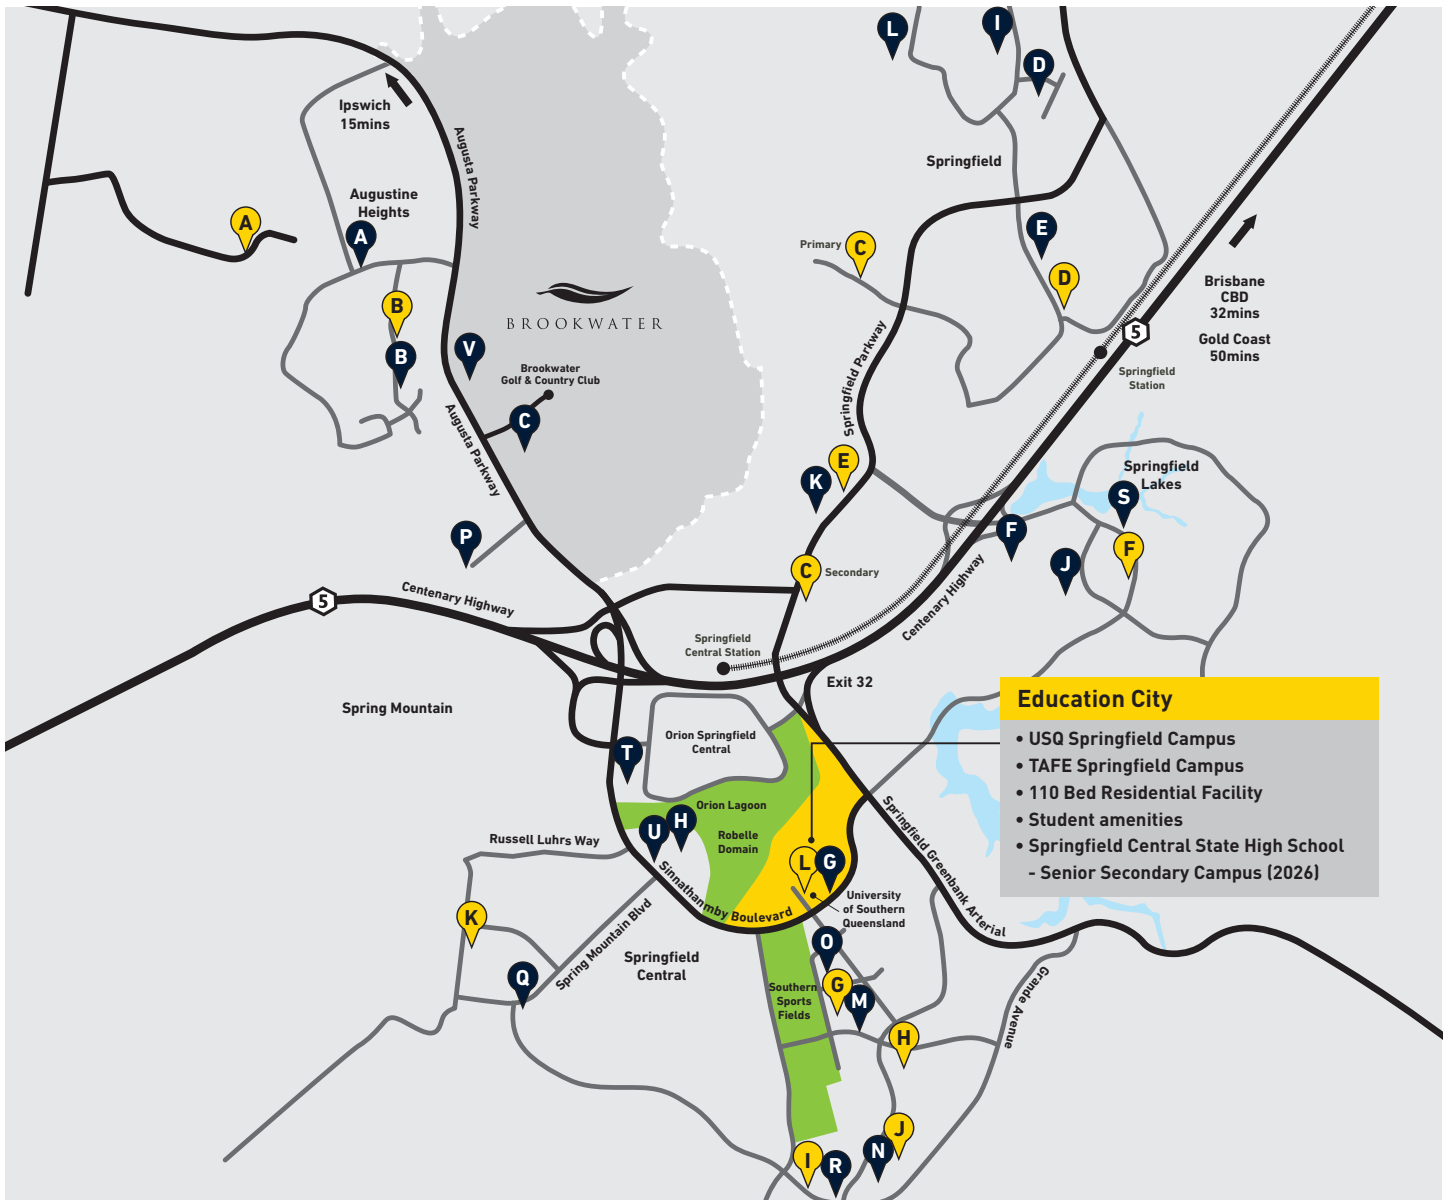 L
I
D
Ipswich
15mins
Augusta Parkway
Springfield
Augustine
Heights
A
A
E
Primary
C
D
B
BROOKWATER
Brisbane
CBD
32mins
Gold Coast
50mins
5
V
B
Brookwater
Golf & Country Club
Springfield
Station
Springfield Parkway
C
Augusta Parkway
K
E
Springfield
Lakes
S
P
F
F
J
C
Secondary
5
Centenary Highway
Centenary Highway
Springfield
Central Station
Exit 32
Spring Mountain
Education City
• USQ Springfield Campus
• TAFE Springfield Campus
• 110 Bed Residential Facility
• Student amenities
• Springfield Central State High School
- Senior Secondary Campus (2026)
Orion Springfield
Central
T
Orion Lagoon
U
H
Robelle
Domain
Russell Luhrs Way
L
G
Springfield Greenbank Arterial
Sinnathanmby Boulevard
University
of Southern
Queensland
K
Spring Mountain Blvd
Springfield
Central
O
Q
Southern
Sports
Fields
G
M
H
Grande Avenue
J
I
R
N